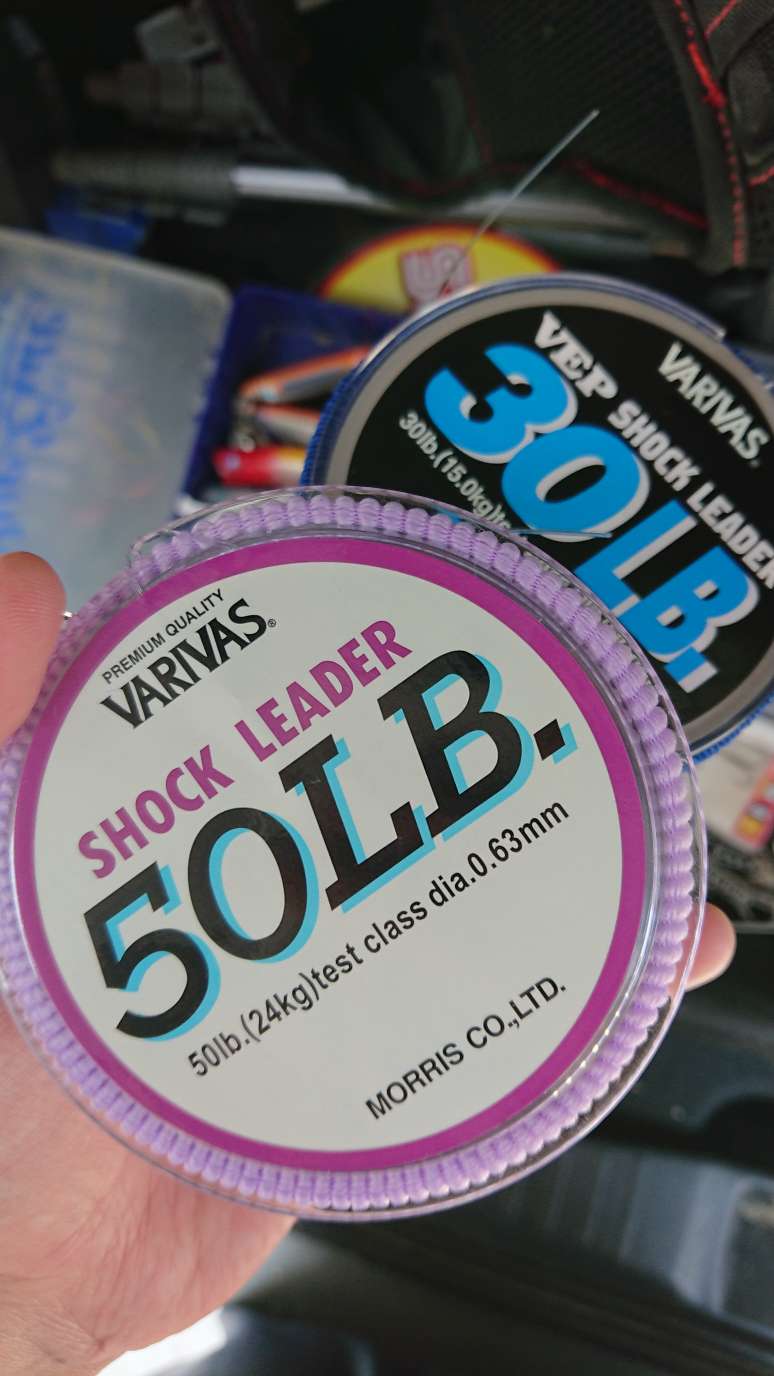 PREMIUM QUALITY
VARIVAS®
SHOCK LEADER
50LB.
50lb.(24kg)test class dia.0.63mm
MORRIS CO.,LTD.
VARIVAS®
VEP SHOCK LEADER
30LB.
30lb.(15.0kg)